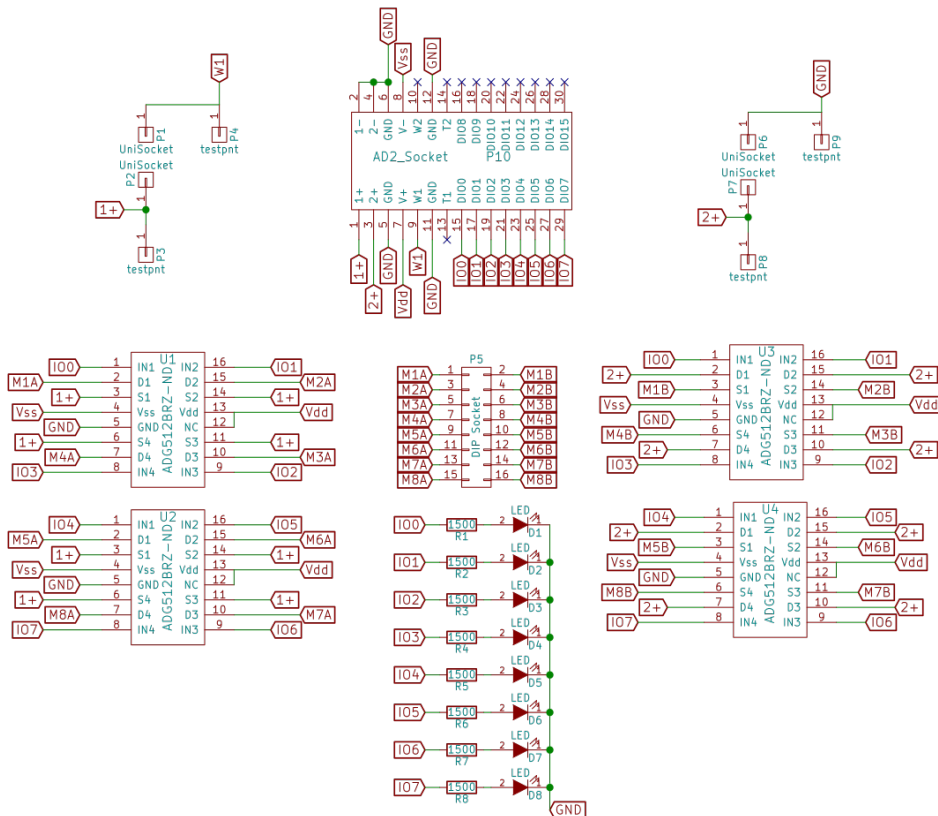 W1
1
1
P1
P4
UniSocket
testpnt
UniSocket
P2
1
1+
1
P3
testpnt
GND
Vss
GND
2
4
6
8
10
12
14
16
18
20
22
24
26
28
30
1-
2-
GND
V-
W2
GND
T2
DIO8
DIO9
DIO10
DIO11
DIO12
DIO13
DIO14
DIO15
AD2_Socket
P10
1+
2+
GND
V+
W1
GND
T1
DIO0
DIO1
DIO2
DIO3
DIO4
DIO5
DIO6
DIO7
1
3
5
7
9
11
13
15
17
19
21
23
25
27
29
1+
2+
GND
Vdd
W1
GND
IO0
IO1
IO2
IO3
IO4
IO5
IO6
IO7
GND
1
1
P6
P9
UniSocket
testpnt
UniSocket
P7
1
2+
1
P8
testpnt
U1
ADG512BRZ-ND
IO0 1 IN1 IN2 16 IO1
M1A 2 D1 D2 15 M2A
1+ 3 S1 S2 14 1+
Vss 4 Vss Vdd 13 Vdd
GND 5 GND NC 12
1+ 6 S4 S3 11 1+
M4A 7 D4 D3 10 M3A
IO3 8 IN4 IN3 9 IO2
U2
ADG512BRZ-ND
IO4 1 IN1 IN2 16 IO5
M5A 2 D1 D2 15 M6A
1+ 3 S1 S2 14 1+
Vss 4 Vss Vdd 13 Vdd
GND 5 GND NC 12
1+ 6 S4 S3 11 1+
M8A 7 D4 D3 10 M7A
IO7 8 IN4 IN3 9 IO6
P5
DIP Socket
M1A 1 2 M1B
M2A 3 4 M2B
M3A 5 6 M3B
M4A 7 8 M4B
M5A 9 10 M5B
M6A 11 12 M6B
M7A 13 14 M7B
M8A 15 16 M8B
LED
IO0 1500 2 1
R1 D1
LED
IO1 1500 2 1
R2 D2
LED
IO2 1500 2 1
R3 D3
LED
IO3 1500 2 1
R4 D4
LED
IO4 1500 2 1
R5 D5
LED
IO5 1500 2 1
R6 D6
LED
IO6 1500 2 1
R7 D7
LED
IO7 1500 2 1
R8 D8
GND
U3
ADG512BRZ-ND
IO0 1 IN1 IN2 16 IO1
2+ 2 D1 D2 15 2+
M1B 3 S1 S2 14 M2B
Vss 4 Vss Vdd 13 Vdd
GND 5 GND NC 12
M4B 6 S4 S3 11 M3B
2+ 7 D4 D3 10 2+
IO3 8 IN4 IN3 9 IO2
U4
ADG512BRZ-ND
IO4 1 IN1 IN2 16 IO5
2+ 2 D1 D2 15 2+
M5B 3 S1 S2 14 M6B
Vss 4 Vss Vdd 13 Vdd
GND 5 GND NC 12
M8B 6 S4 S3 11 M7B
2+ 7 D4 D3 10 2+
IO7 8 IN4 IN3 9 IO6